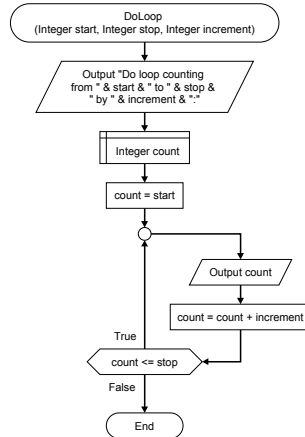 DoLoop
(Integer start, Integer stop, Integer increment)
Output "Do loop counting
from " & start & " to " & stop &
" by " & increment & ":"
Integer count
count = start
Output count
count = count + increment
True
count <= stop
False
End